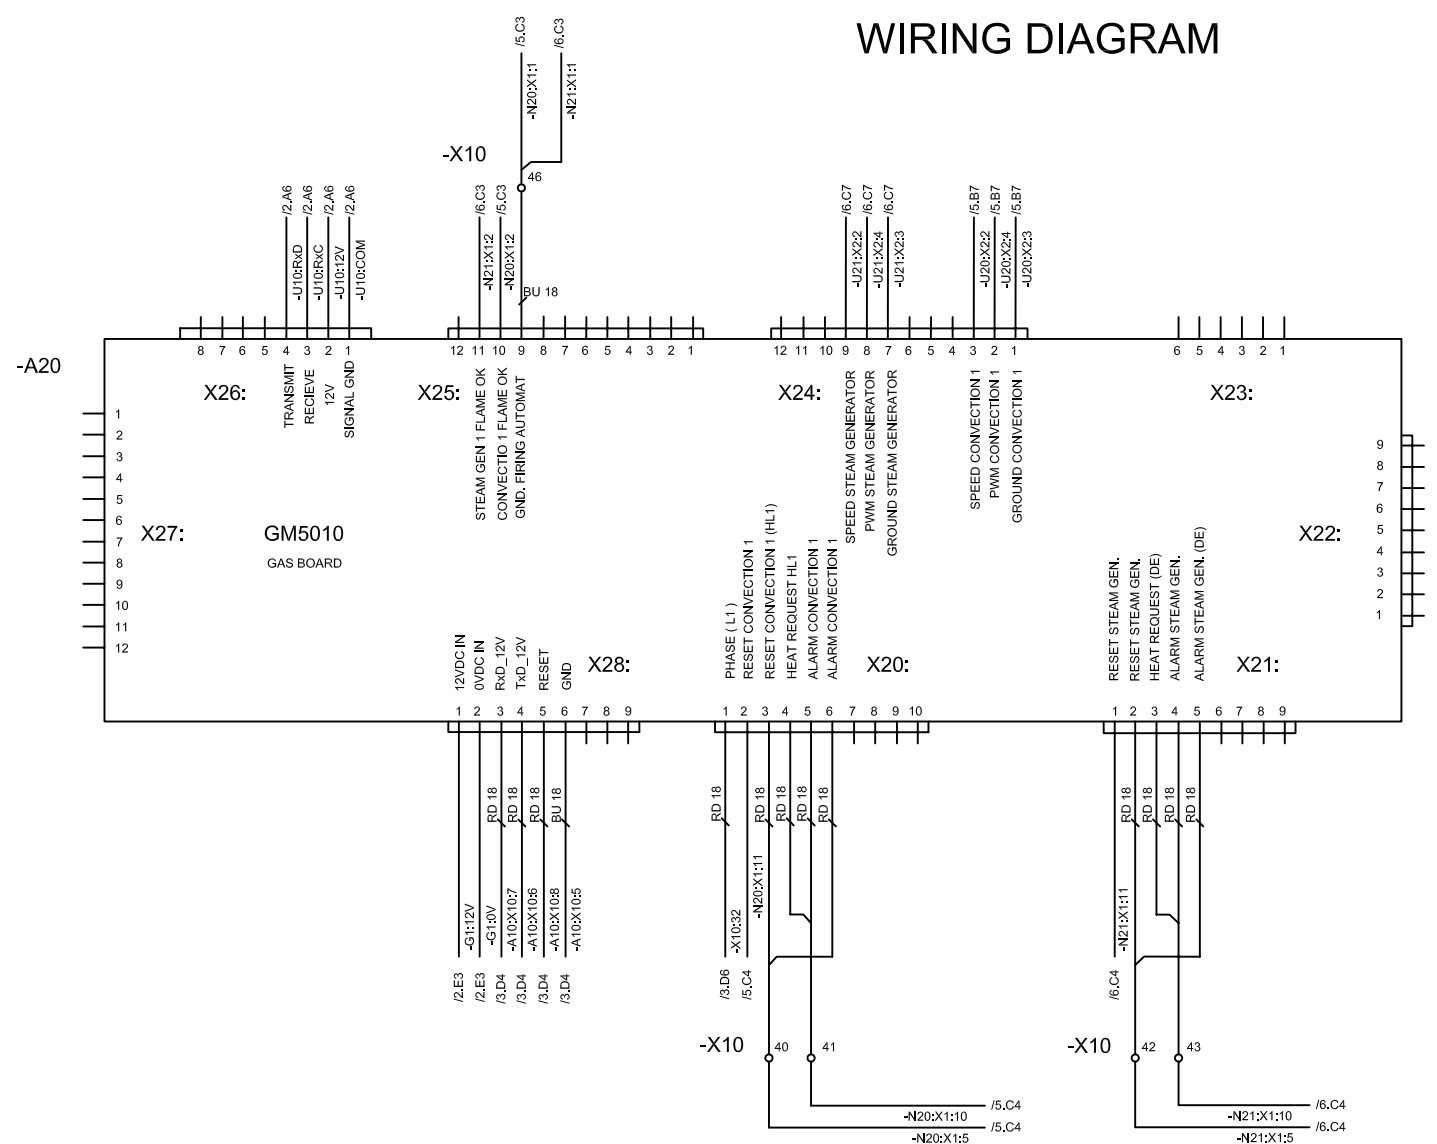 WIRING DIAGRAM
/5.C3
/6.C3
-N20:X1:1
-N21:X1:1
-X10
46
/2.A6
/2.A6
/2.A6
/2.A6
-U10:RxD
-U10:RxC
-U10:12V
-U10:COM
/6.C3
/5.C3
-N21:X1:2
-N20:X1:2
BU 18
/6.C7
/6.C7
/6.C7
-U21:X2:2
-U21:X2:4
-U21:X2:3
/5.B7
/5.B7
/5.B7
-U20:X2:2
-U20:X2:4
-U20:X2:3
-A20
8 7 6 5 4 3 2 1
12 11 10 9 8 7 6 5 4 3 2 1
12 11 10 9 8 7 6 5 4 3 2 1
6 5 4 3 2 1
X26:
TRANSMIT
RECIEVE
12V
SIGNAL GND
X25:
STEAM GEN 1 FLAME OK
CONVECTIO 1 FLAME OK
GND. FIRING AUTOMAT
X24:
SPEED STEAM GENERATOR
PWM STEAM GENERATOR
GROUND STEAM GENERATOR
SPEED CONVECTION 1
PWM CONVECTION 1
GROUND CONVECTION 1
X23:
1
2
3
4
5
6
7
8
9
10
11
12
X27:
GM5010
GAS BOARD
X22:
9
8
7
6
5
4
3
2
1
12VDC IN
0VDC IN
RxD_12V
TxD_12V
RESET
GND
X28:
PHASE ( L1 )
RESET CONVECTION 1
RESET CONVECTION 1 (HL1)
HEAT REQUEST HL1
ALARM CONVECTION 1
ALARM CONVECTION 1
X20:
RESET STEAM GEN.
RESET STEAM GEN.
HEAT REQUEST (DE)
ALARM STEAM GEN.
ALARM STEAM GEN. (DE)
X21:
1 2 3 4 5 6 7 8 9
1 2 3 4 5 6 7 8 9 10
1 2 3 4 5 6 7 8 9
RD 18
RD 18
RD 18
BU 18
-G1:12V
-G1:0V
-A10:X10:7
-A10:X10:6
-A10:X10:8
-A10:X10:5
/2.E3
/2.E3
/3.D4
/3.D4
/3.D4
/3.D4
RD 18
RD 18
RD 18
RD 18
RD 18
-X10:32
-N20:X1:11
/3.D6
/5.C4
RD 18
RD 18
RD 18
RD 18
-N21:X1:11
/6.C4
-X10
40
41
-X10
42
43
/5.C4
-N20:X1:10
/5.C4
-N20:X1:5
/6.C4
-N21:X1:10
/6.C4
-N21:X1:5